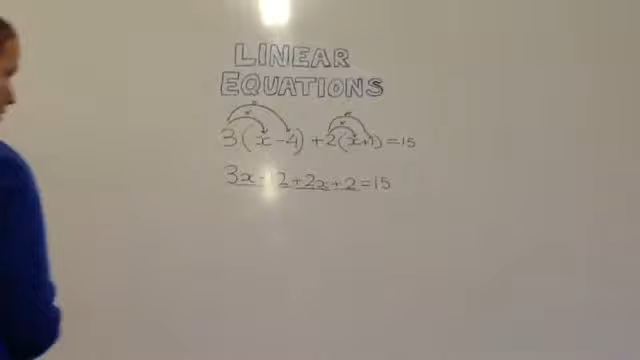 LINEAR
EQUATIONS
3(x-4)+2(x+1)=15
3x-12+2x+2=15